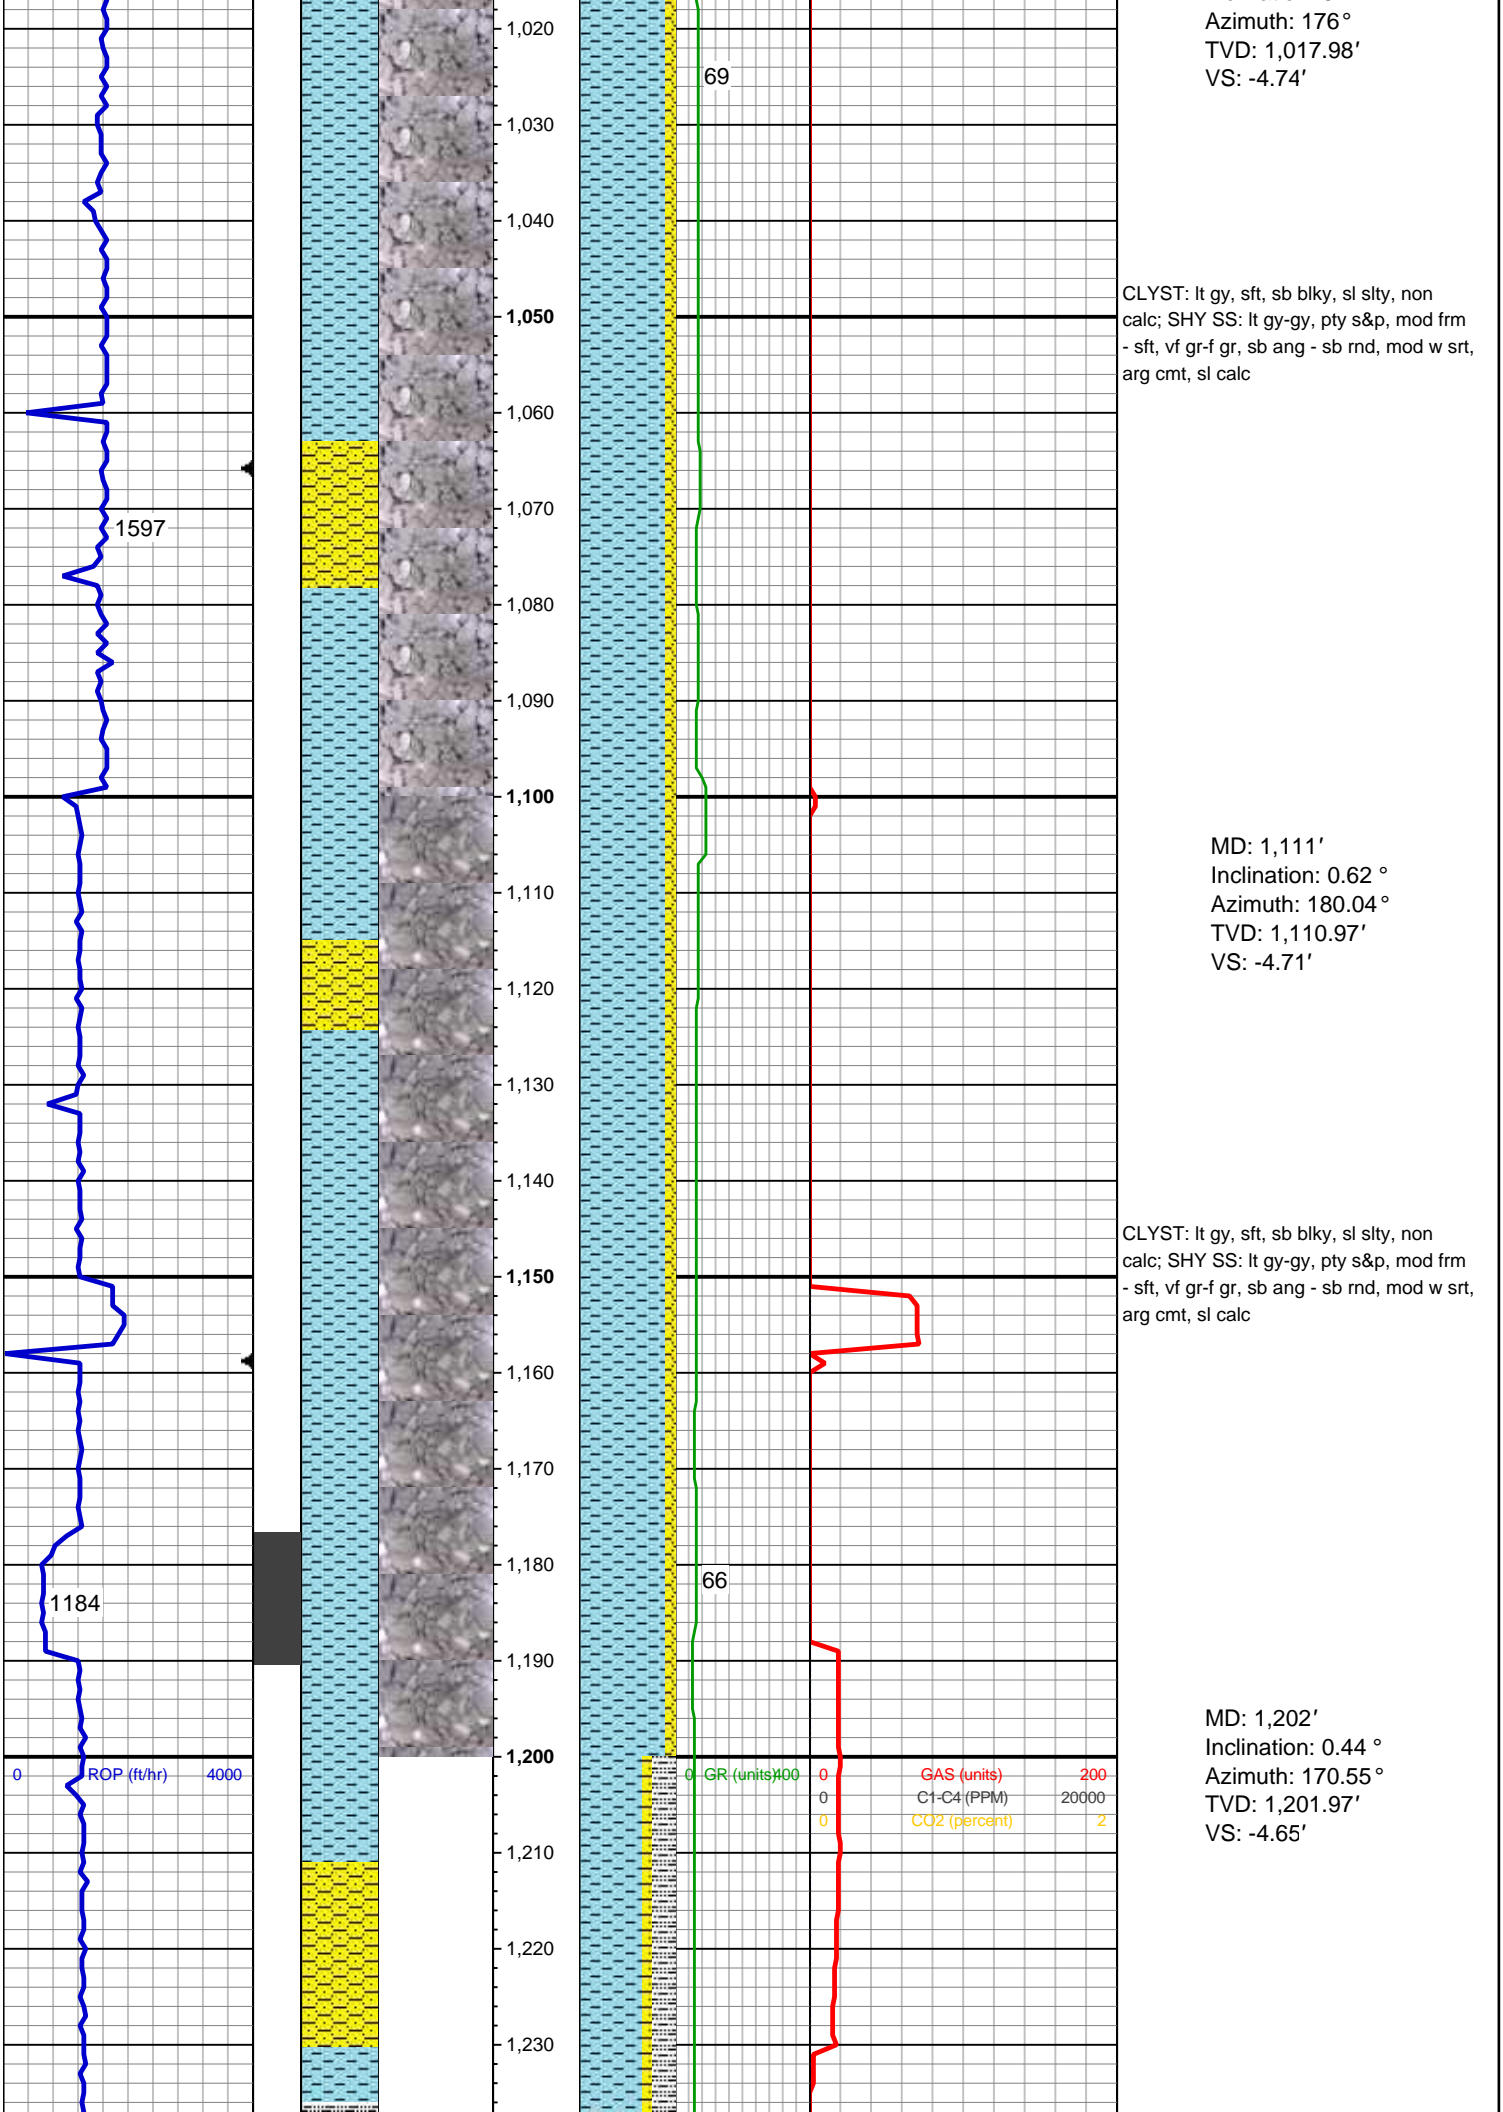 Azimuth: 176°
TVD: 1,017.98'
VS: -4.74'
1,020
69
1,030
1,040
CLYST: lt gy, sft, sb blky, sl slty, non
calc; SHY SS: lt gy-gy, pty s&p, mod frm
- sft, vf gr-f gr, sb ang - sb rnd, mod w srt,
arg cmt, sl calc
1,050
1,060
1,070
1597
1,080
1,090
1,100
MD: 1,111'
Inclination: 0.62 °
Azimuth: 180.04°
TVD: 1,110.97'
VS: -4.71'
1,110
1,120
1,130
1,140
CLYST: lt gy, sft, sb blky, sl slty, non
calc; SHY SS: lt gy-gy, pty s&p, mod frm
- sft, vf gr-f gr, sb ang - sb rnd, mod w srt,
arg cmt, sl calc
1,150
1,160
1,170
1,180
66
1184
1,190
MD: 1,202'
Inclination: 0.44 °
Azimuth: 170.55°
TVD: 1,201.97'
VS: -4.65'
1,200
0 ROP (ft/hr) 4000
0 GR (units) 400
0 GAS (units) 200
0 C1-C4 (PPM) 20000
0 CO2 (percent) 2
1,210
1,220
1,230